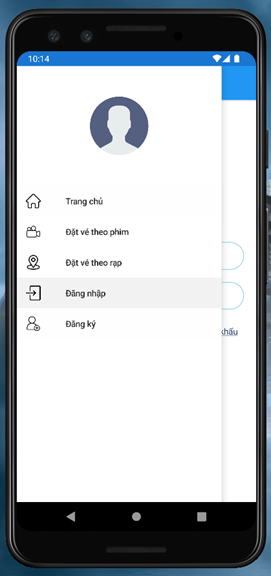 10:14
Trang chủ
Đặt vé theo phim
Đặt vé theo rạp
Đăng nhập
khẩu
Đăng ký